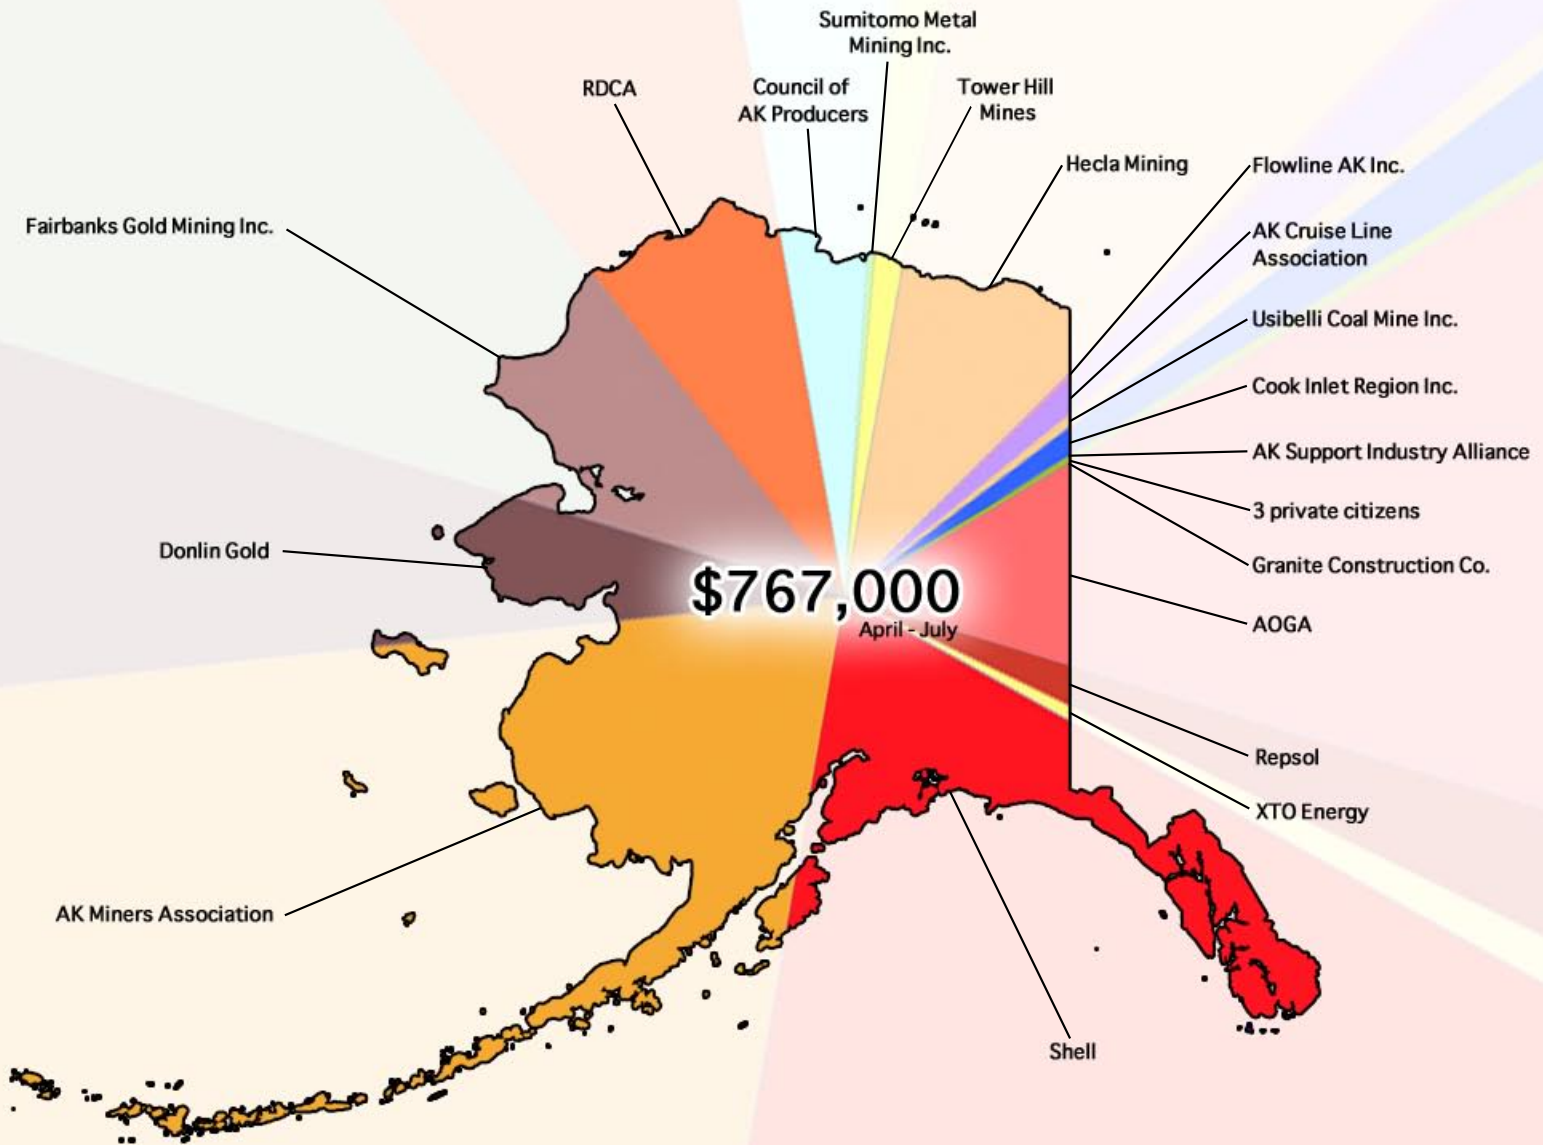 Sumitomo Metal
Mining Inc.
RDCA
Council of
AK Producers
Tower Hill
Mines
Hecla Mining
Flowline AK Inc.
Fairbanks Gold Mining Inc.
AK Cruise Line
Association
Usibelli Coal Mine Inc.
Cook Inlet Region Inc.
AK Support Industry Alliance
3 private citizens
Donlin Gold
Granite Construction Co.
$767,000
April - July
AOGA
Repsol
XTO Energy
AK Miners Association
Shell